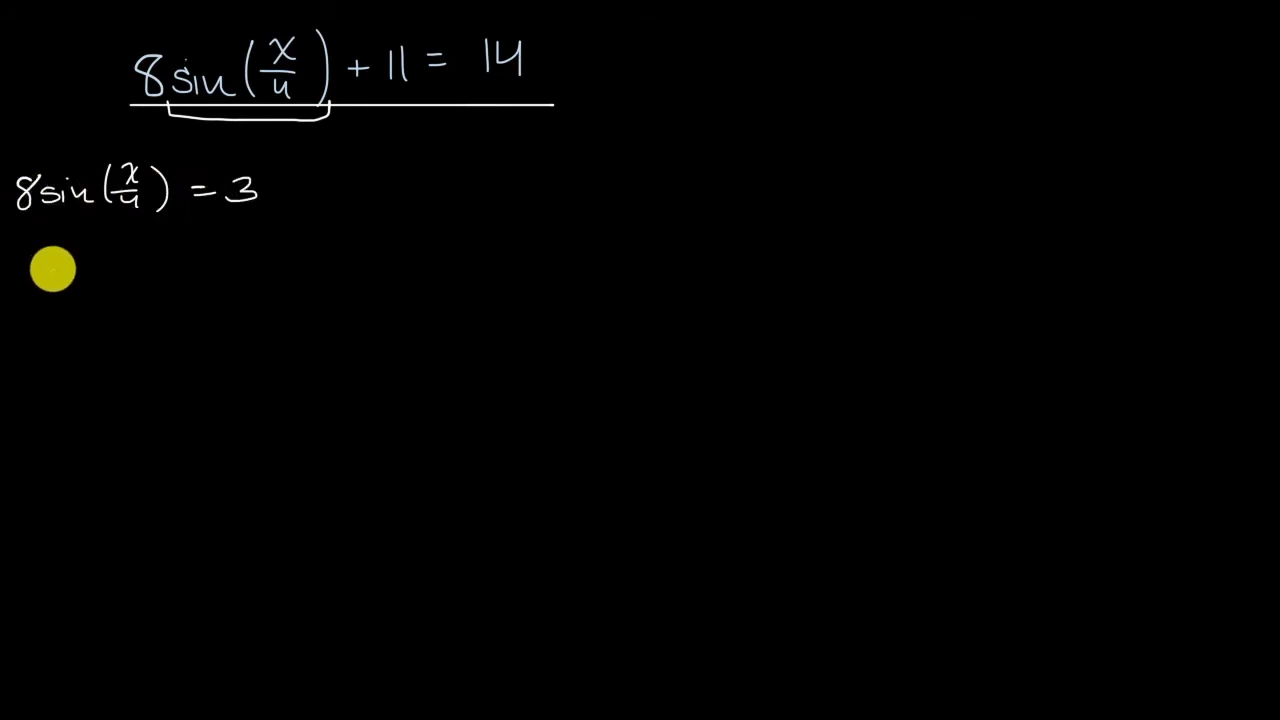 8sin(x/4) + 11 = 14
8sin(x/4) = 3